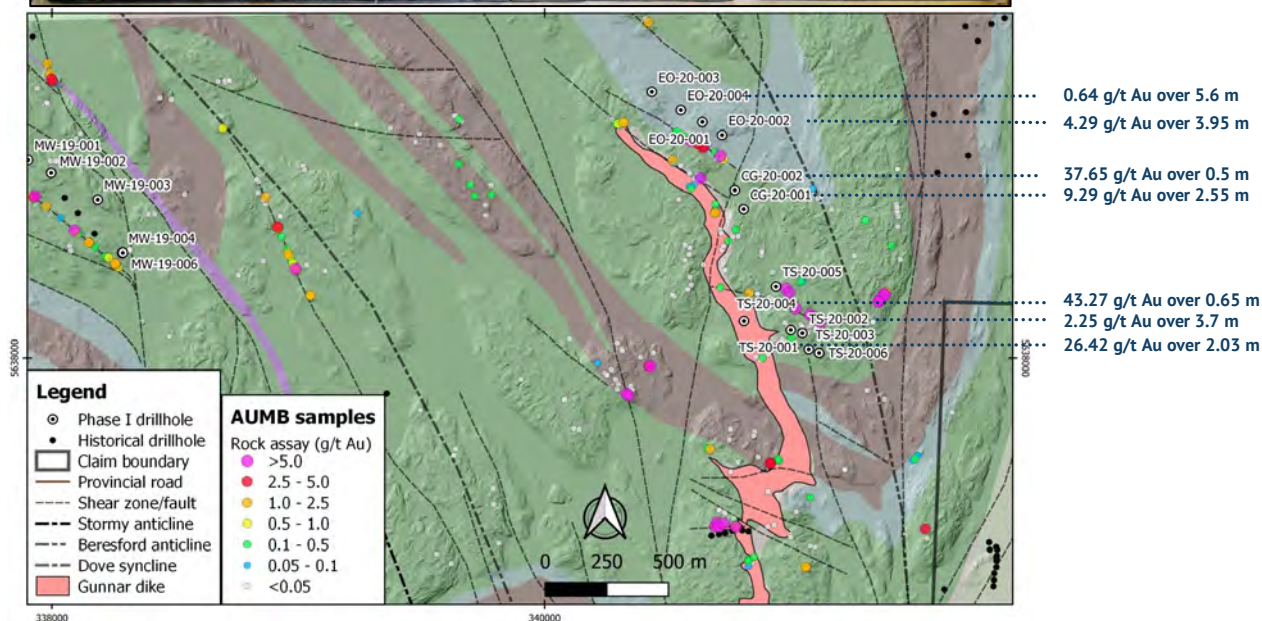 EO-20-003
EO-20-004
0.64 g/t Au over 5.6 m
EO-20-002
4.29 g/t Au over 3.95 m
EO-20-001
MW-19-001
MW-19-002
MW-19-003
CG-20-002
37.65 g/t Au over 0.5 m
CG-20-001
9.29 g/t Au over 2.55 m
MW-19-004
MW-19-006
TS-20-005
TS-20-004
43.27 g/t Au over 0.65 m
TS-20-002
2.25 g/t Au over 3.7 m
TS-20-003
TS-20-001
26.42 g/t Au over 2.03 m
TS-20-006
5638000
5638000
Legend
Phase I drillhole
Historical drillhole
Claim boundary
Provincial road
Shear zone/fault
Stormy anticline
Beresford anticline
Dove syncline
Gunnar dike
AUMB samples
Rock assay (g/t Au)
>5.0
2.5 - 5.0
1.0 - 2.5
0.5 - 1.0
0.1 - 0.5
0.05 - 0.1
<0.05
0 250 500 m
338000
340000